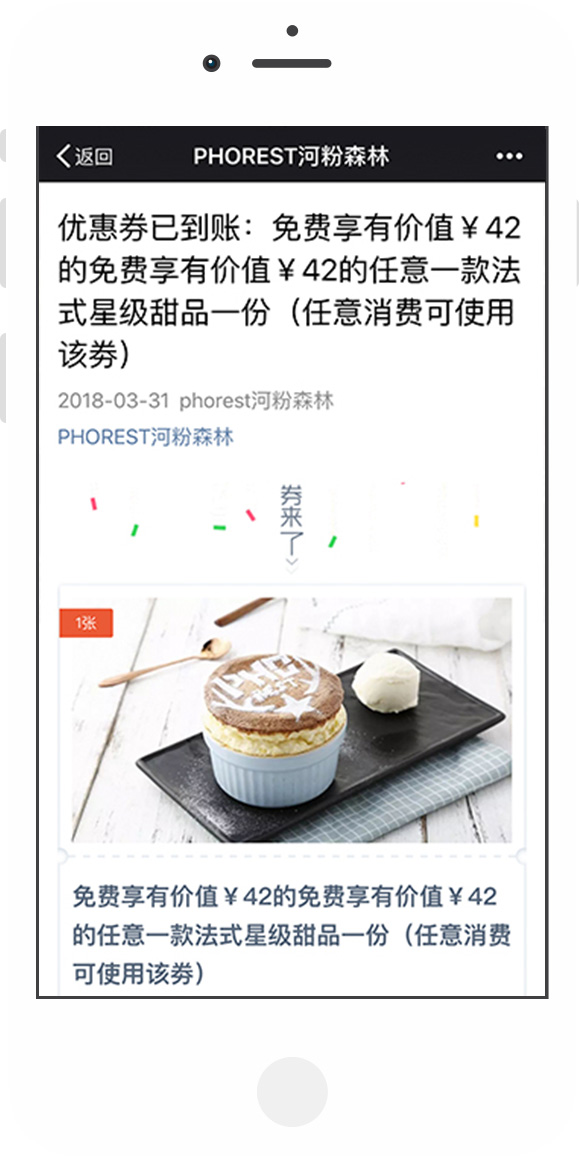 返回
PHOREST河粉森林
优惠券已到账：免费享有价值￥42
的免费享有价值￥42的任意一款法
式星级甜品一份（任意消费可使用
该券）
2018-03-31 phorest河粉森林
PHOREST河粉森林
券来了
1张
免费享有价值￥42的免费享有价值￥42
的任意一款法式星级甜品一份（任意消费
可使用该券）